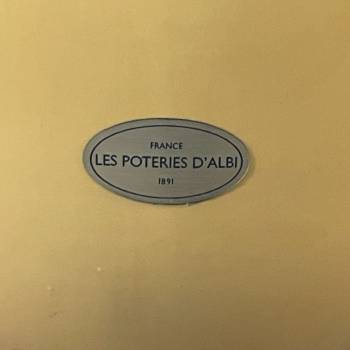 FRANCE
LES POTERIES D'ALBI
1891